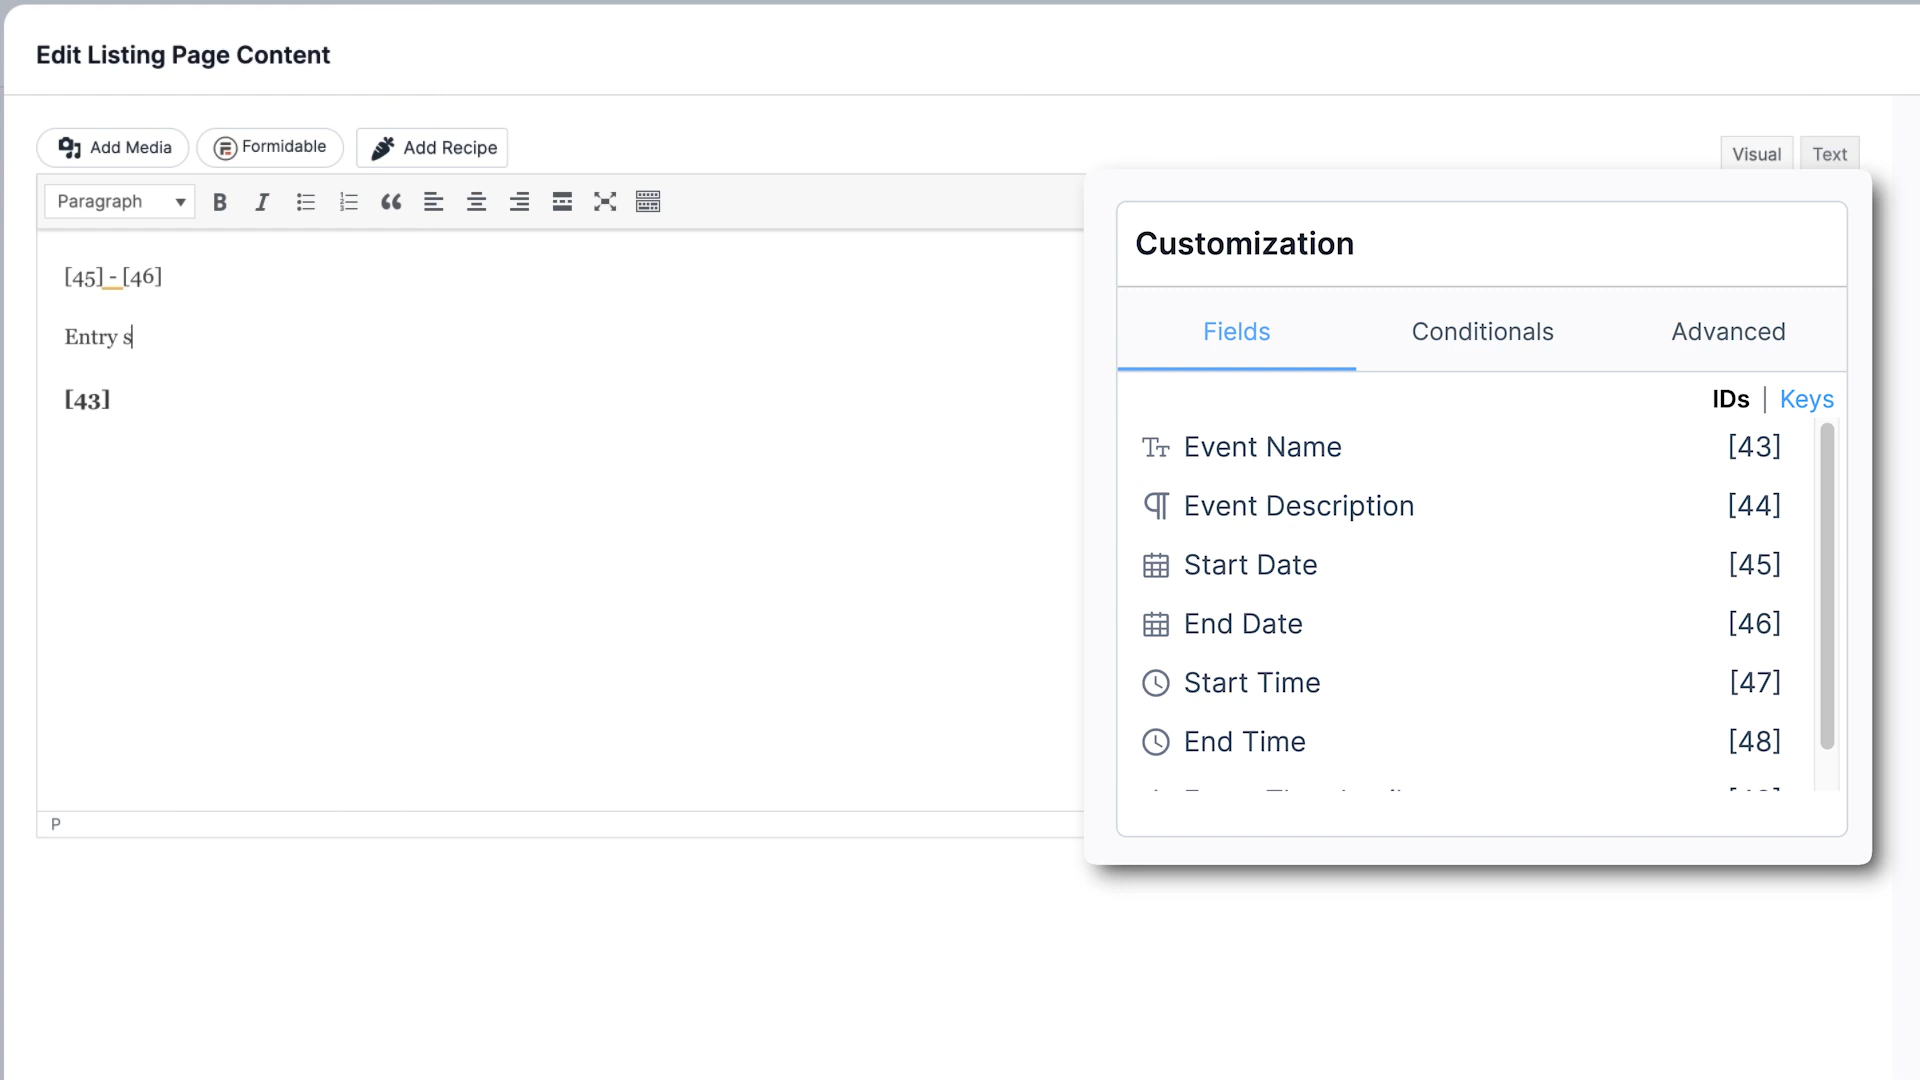 Edit Listing Page Content
Add Media
Formidable
Add Recipe
Visual
Text
Paragraph
[45] - [46]
Entry s
[43]
P
Customization
Fields
Conditionals
Advanced
IDs | Keys
Event Name [43]
Event Description [44]
Start Date [45]
End Date [46]
Start Time [47]
End Time [48]